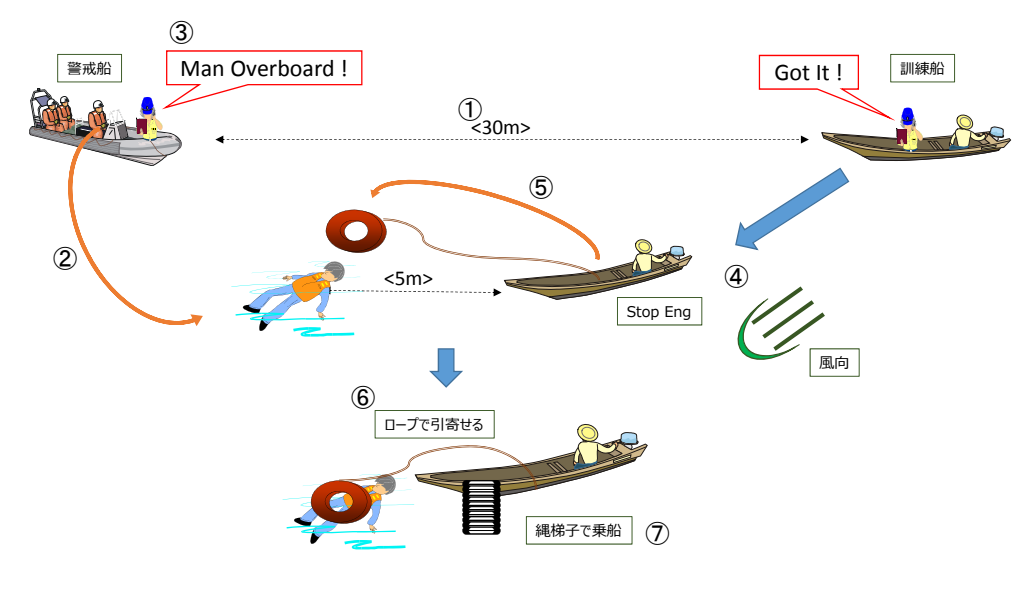 ③
警戒船
Man Overboard !
Got It !
訓練船
①
<30m>
⑤
②
<5m>
④
Stop Eng
風向
⑥
ロープで引寄せる
縄梯子で乗船
⑦